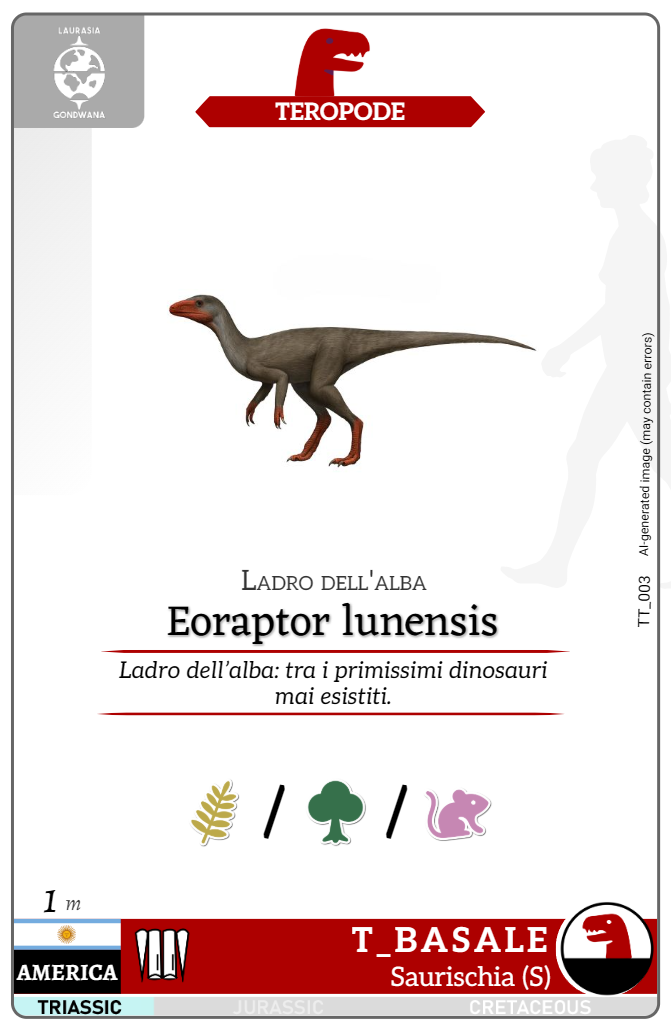 LAURASIA
GONDWANA
TEROPODE
AI-generated image (may contain errors)
TT_003
Ladro dell'alba
Eoraptor lunensis
Ladro dell’alba: tra i primissimi dinosauri
mai esistiti.
1 m
AMERICA
T_BASALE
Saurischia (S)
TRIASSIC
JURASSIC
CRETACEOUS